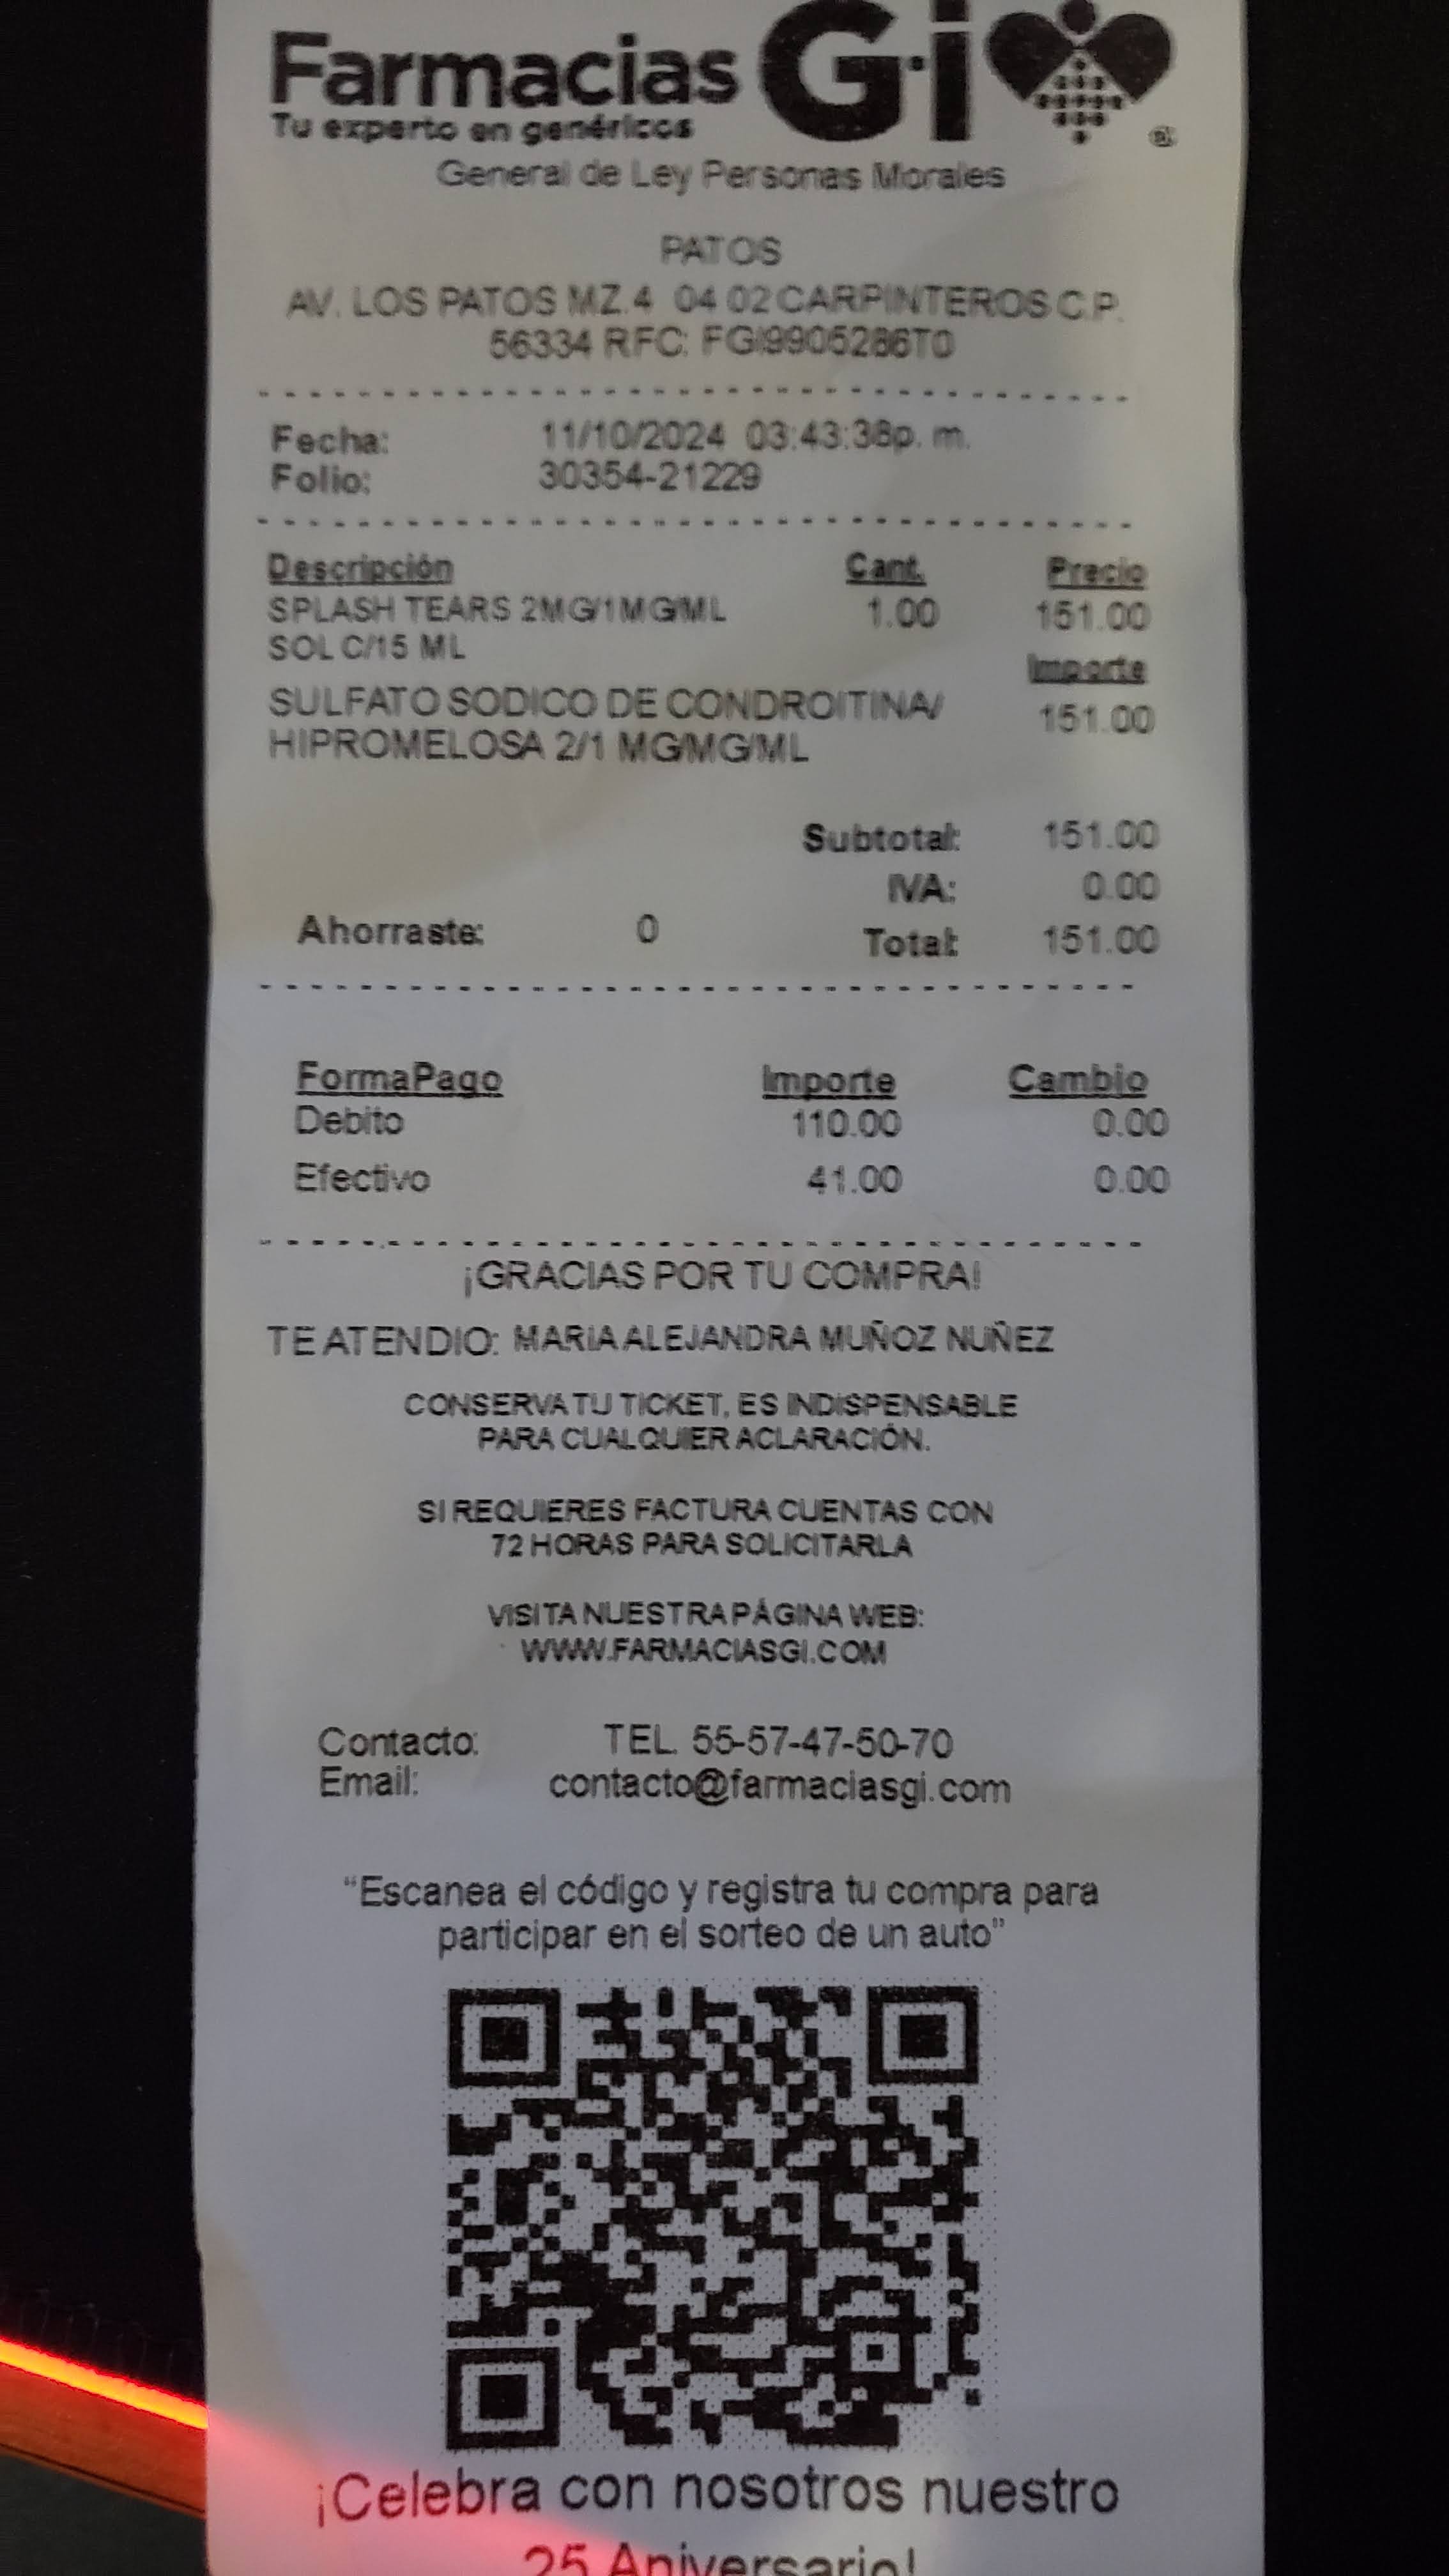 Farmacias G·i
Tu experto en genéricos
General de Ley Personas Morales
PATOS
AV. LOS PATOS MZ.4 04 02 CARPINTEROS C.P.
56334 RFC: FGI9905286T0
Fecha: 11/10/2024 03:43:38p. m.
Folio: 30354-21229
Descripción Cant. Precio
SPLASH TEARS 2MG/1MG/ML 1.00 151.00
SOL C/15 ML
Importe
SULFATO SODICO DE CONDROITINA/ 151.00
HIPROMELOSA 2/1 MG/MG/ML
Subtotal: 151.00
IVA: 0.00
Ahorraste: 0 Total: 151.00
FormaPago Importe Cambio
Debito 110.00 0.00
Efectivo 41.00 0.00
¡GRACIAS POR TU COMPRA!
TE ATENDIO: MARIA ALEJANDRA MUÑOZ NUÑEZ
CONSERVA TU TICKET, ES INDISPENSABLE
PARA CUALQUIER ACLARACIÓN.
SI REQUIERES FACTURA CUENTAS CON
72 HORAS PARA SOLICITARLA
VISITA NUESTRA PÁGINA WEB:
WWW.FARMACIASGI.COM
Contacto: TEL. 55-57-47-50-70
Email: contacto@farmaciasgi.com
"Escanea el código y registra tu compra para
participar en el sorteo de un auto"
¡Celebra con nosotros nuestro
25 Aniversario!